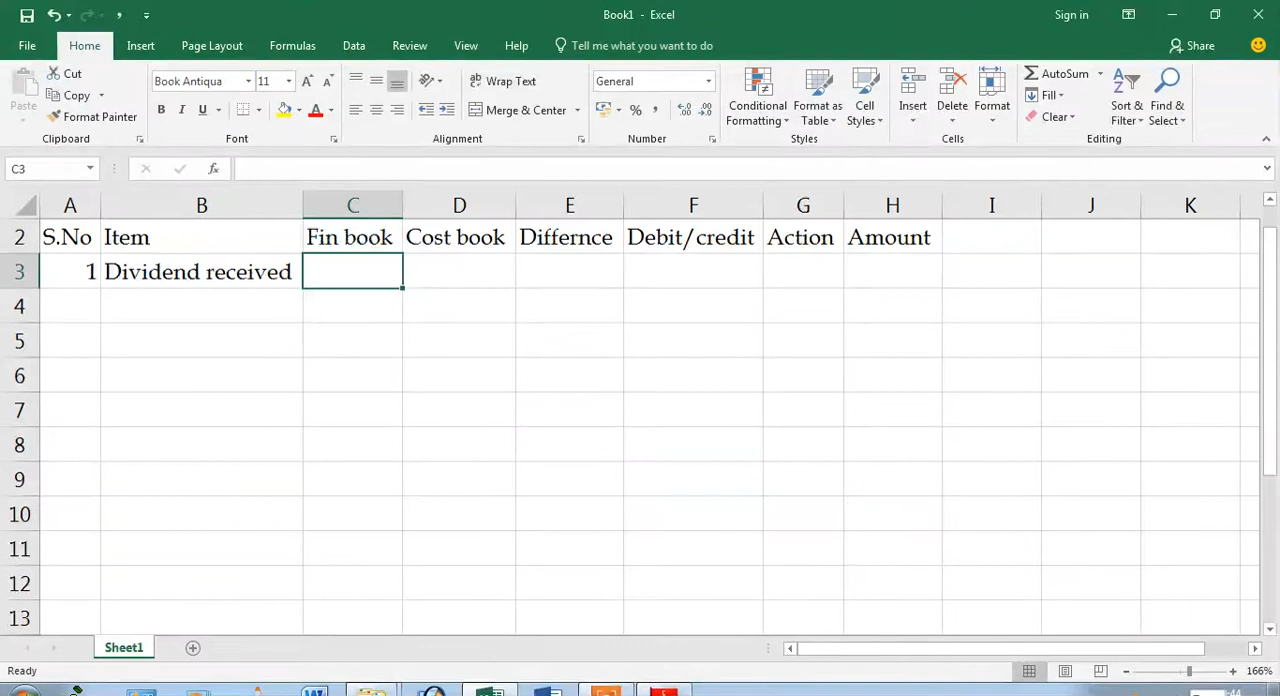 Book1 - Excel
Sign in
File Home Insert Page Layout Formulas Data Review View Help Tell me what you want to do Share
Paste Cut Copy Format Painter
Book Antiqua 11 A A
B I U A
Wrap Text
Merge & Center
General
%
Conditional Formatting Format as Table Cell Styles
Insert Delete Format
AutoSum Fill Clear
Sort & Filter Find & Select
Clipboard Font Alignment Number Styles Cells Editing
C3 fx
A B C D E F G H I J K
2 S.No Item Fin book Cost book Differnce Debit/credit Action Amount
3 1 Dividend received
4
5
6
7
8
9
10
11
12
13
Sheet1
Ready 166%